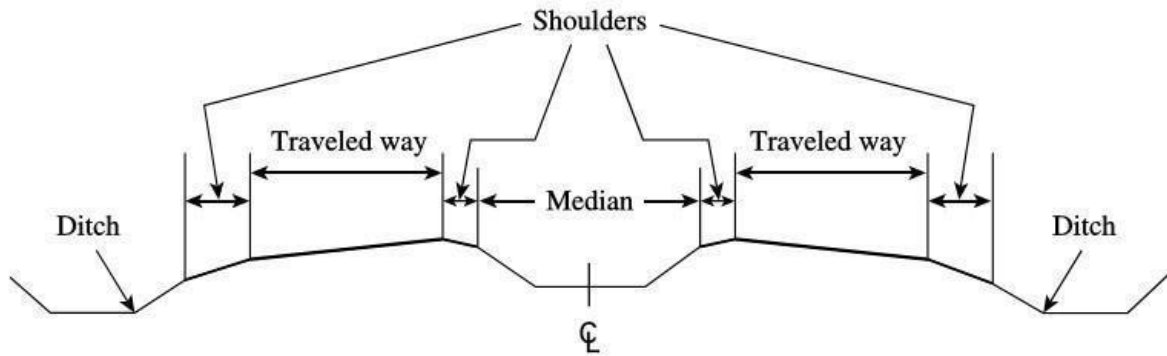 Shoulders
Traveled way
Traveled way
Median
Ditch
Ditch
℄